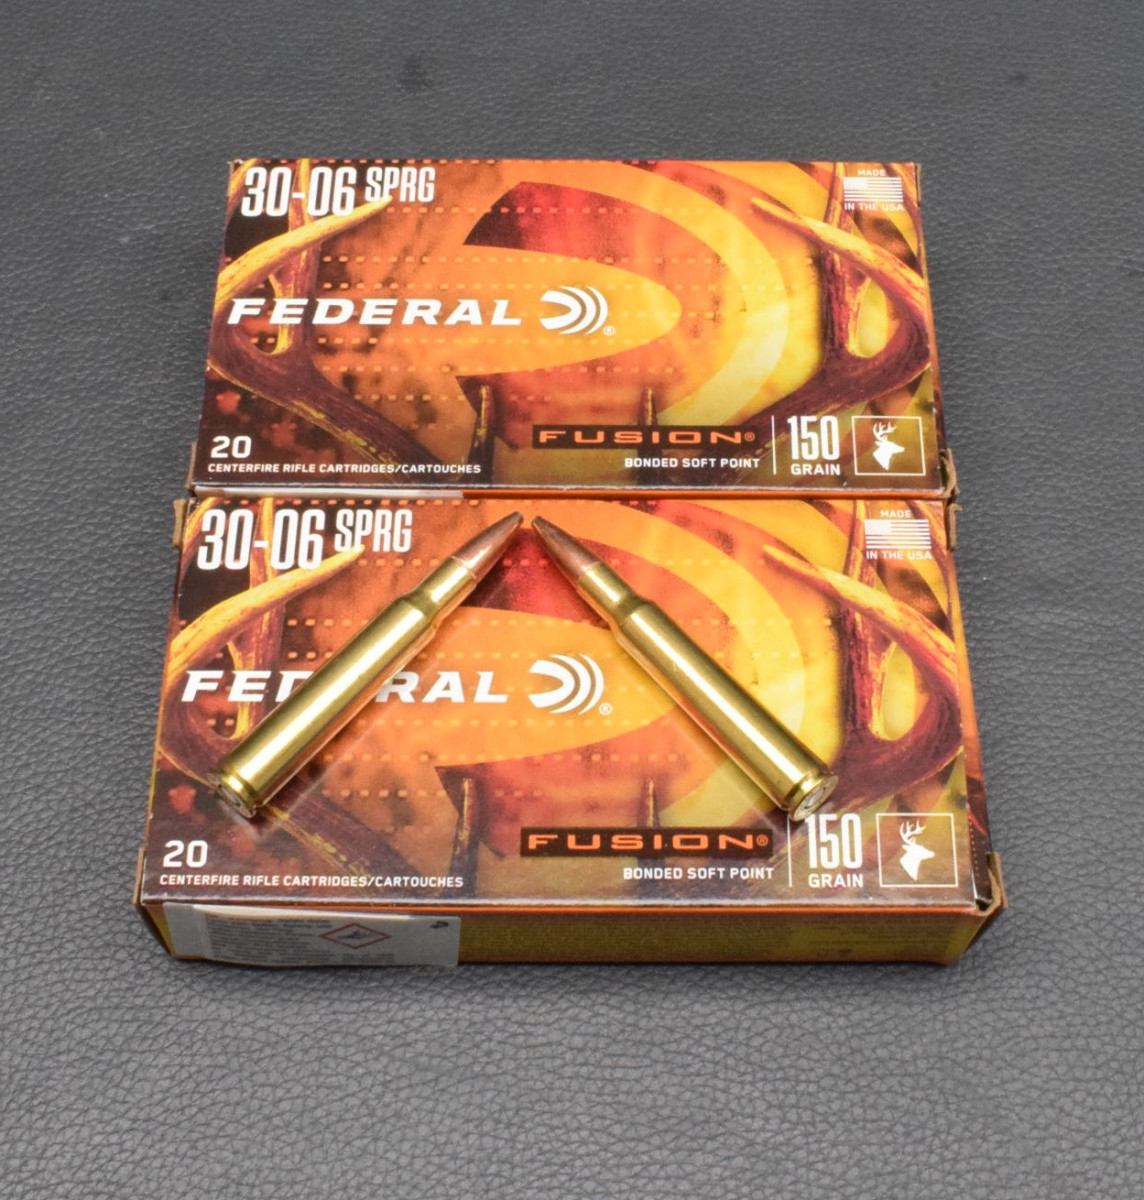 30-06 SPRG
MADE
IN THE USA
FEDERAL ®
FUSION®
20
CENTERFIRE RIFLE CARTRIDGES/CARTOUCHES
BONDED SOFT POINT
150
GRAIN
30-06 SPRG
MADE
IN THE USA
FEDERAL ®
FUSION®
20
CENTERFIRE RIFLE CARTRIDGES/CARTOUCHES
BONDED SOFT POINT
150
GRAIN